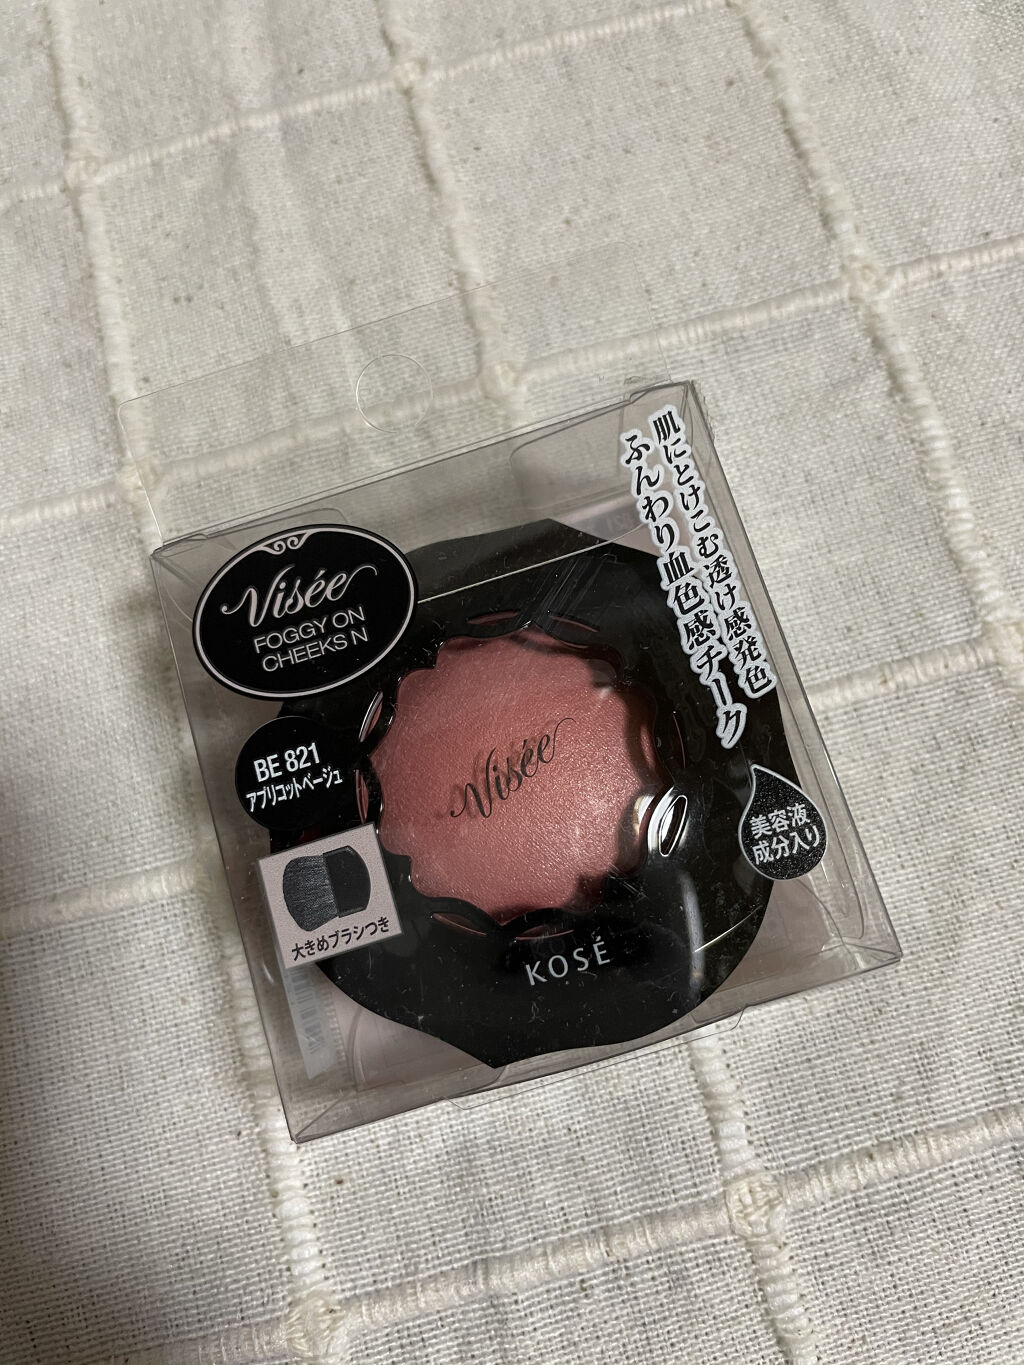 肌にとけこむ透け感発色
ふんわり血色感チーク
Visée
FOGGY ON
CHEEKS N
BE 821
アプリコットベージュ
Visée
美容液
成分入り
大きめブラシつき
KOSÉ